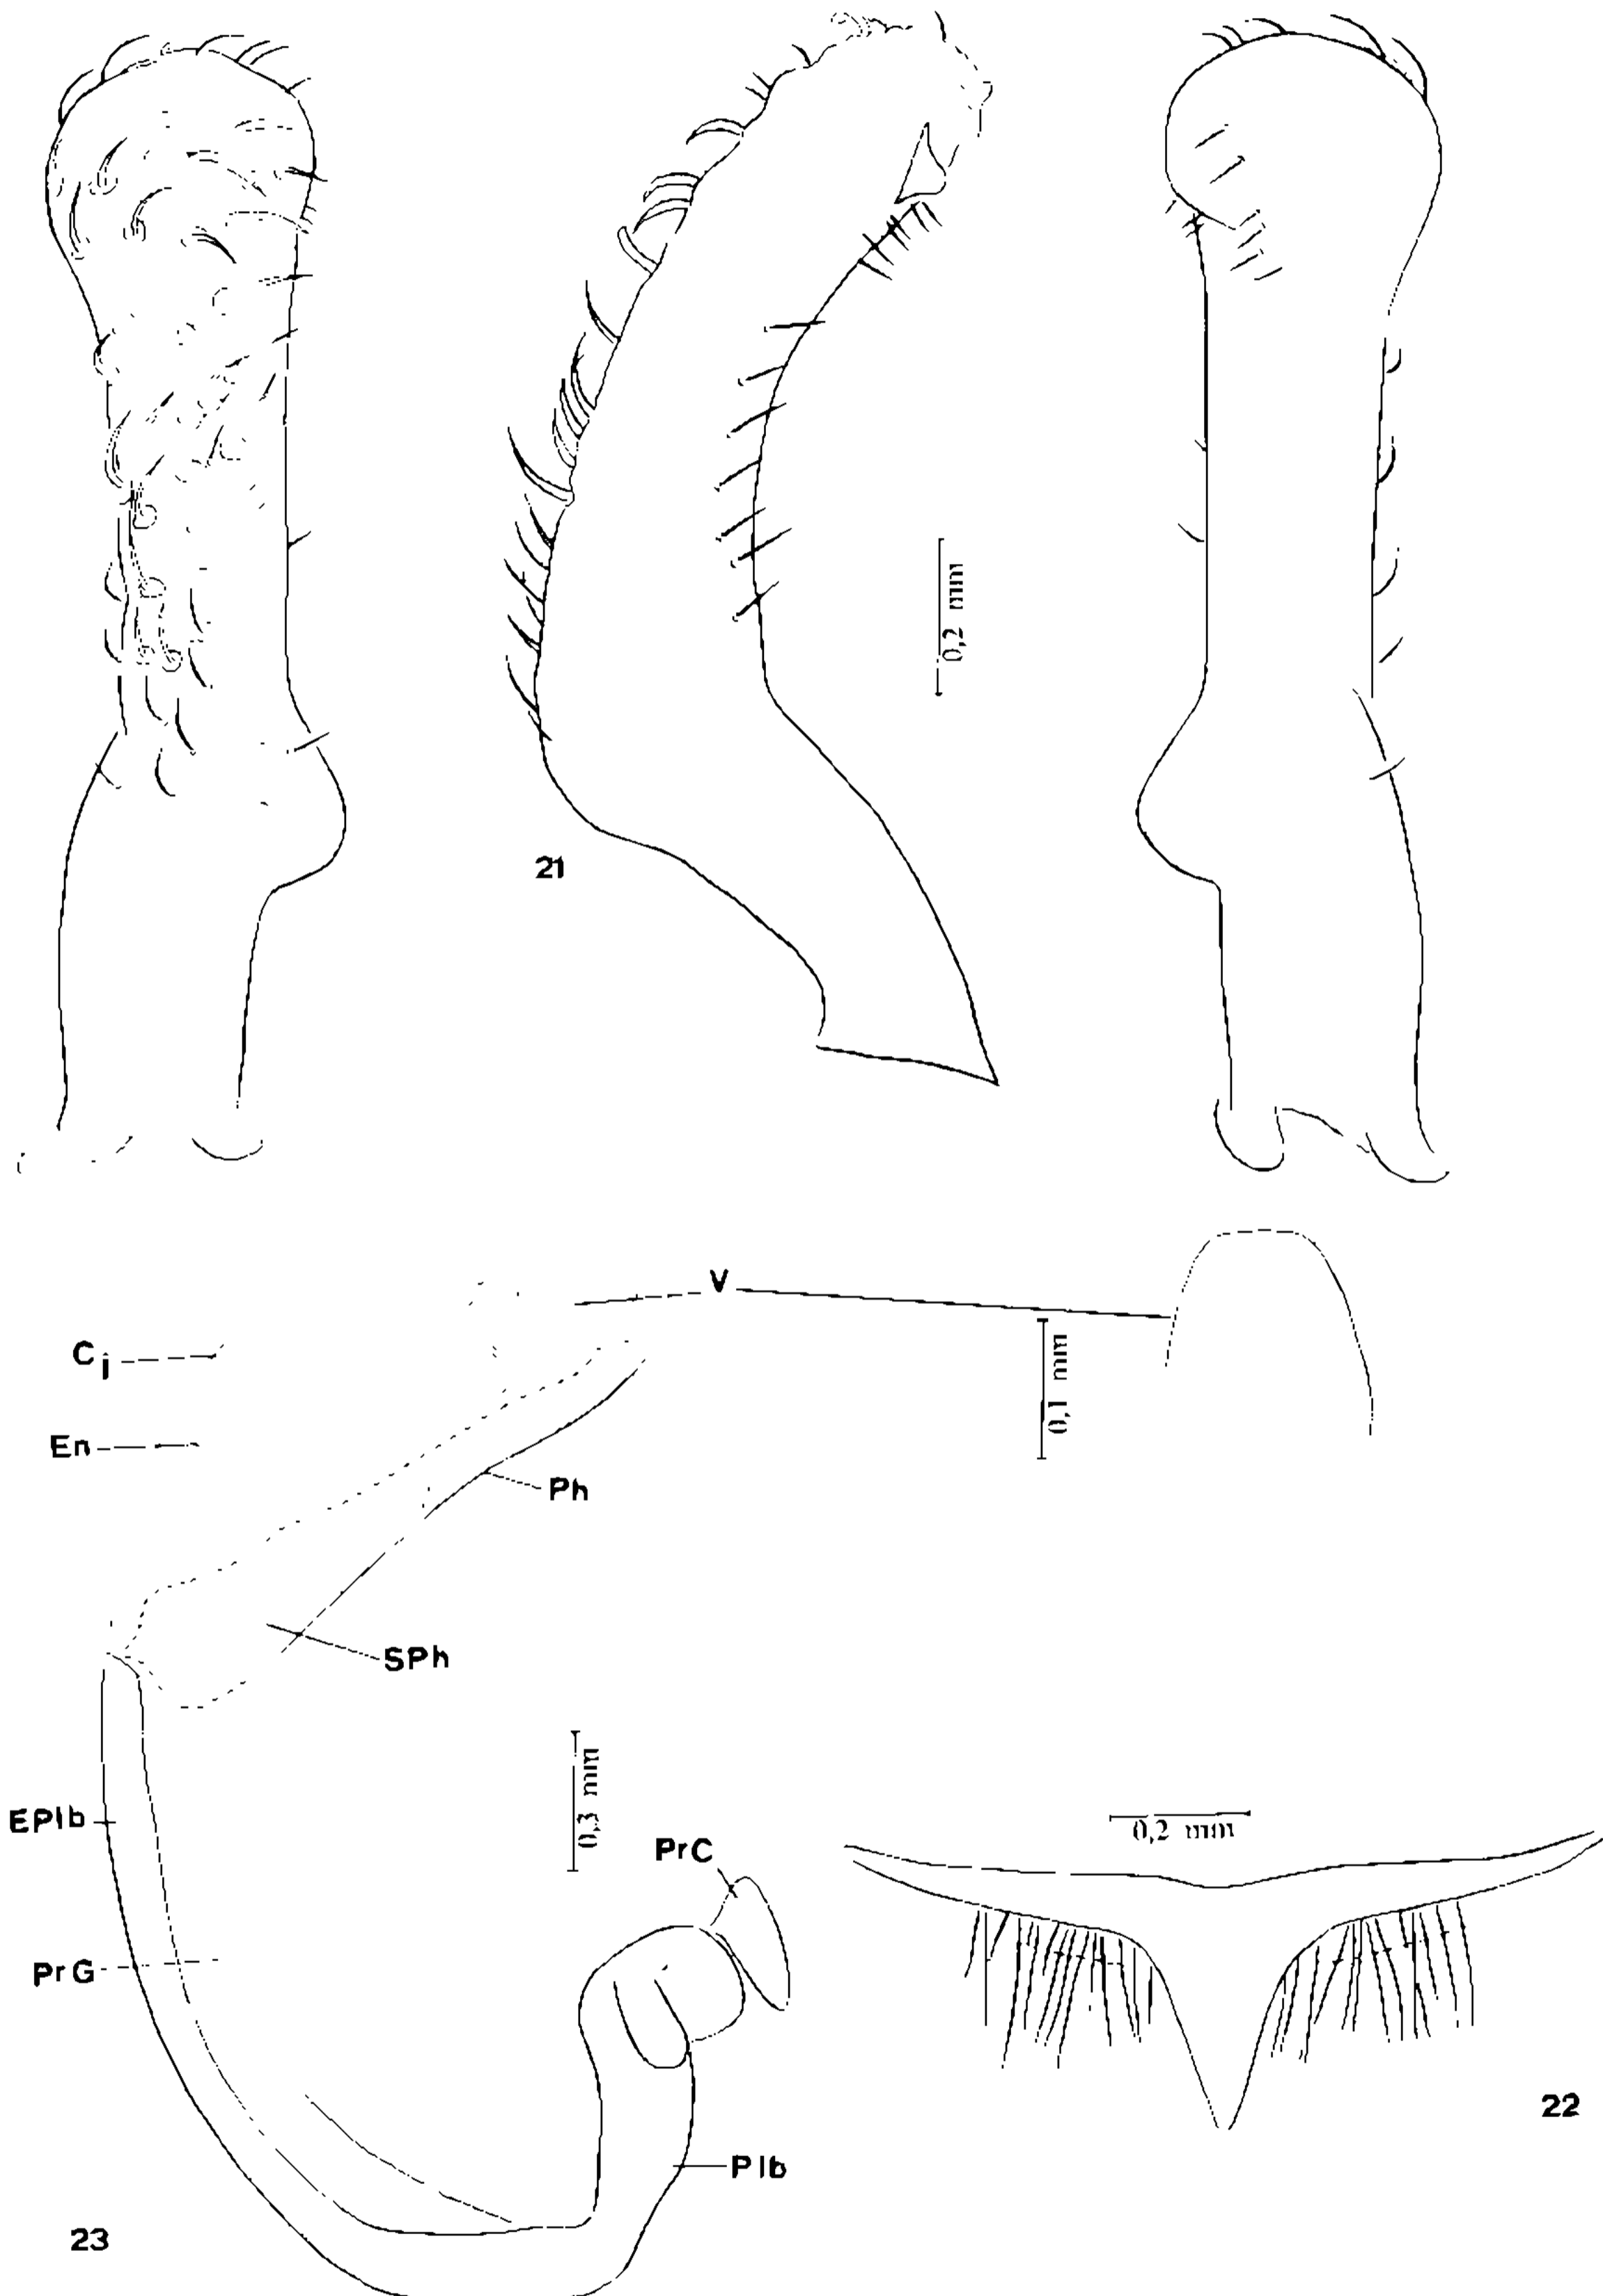 0,2 mm
21
V
Ci
0,1 mm
En
Ph
SPh
0,3 mm
EPlb
0,2 mm
PrC
PrG
22
Plb
23